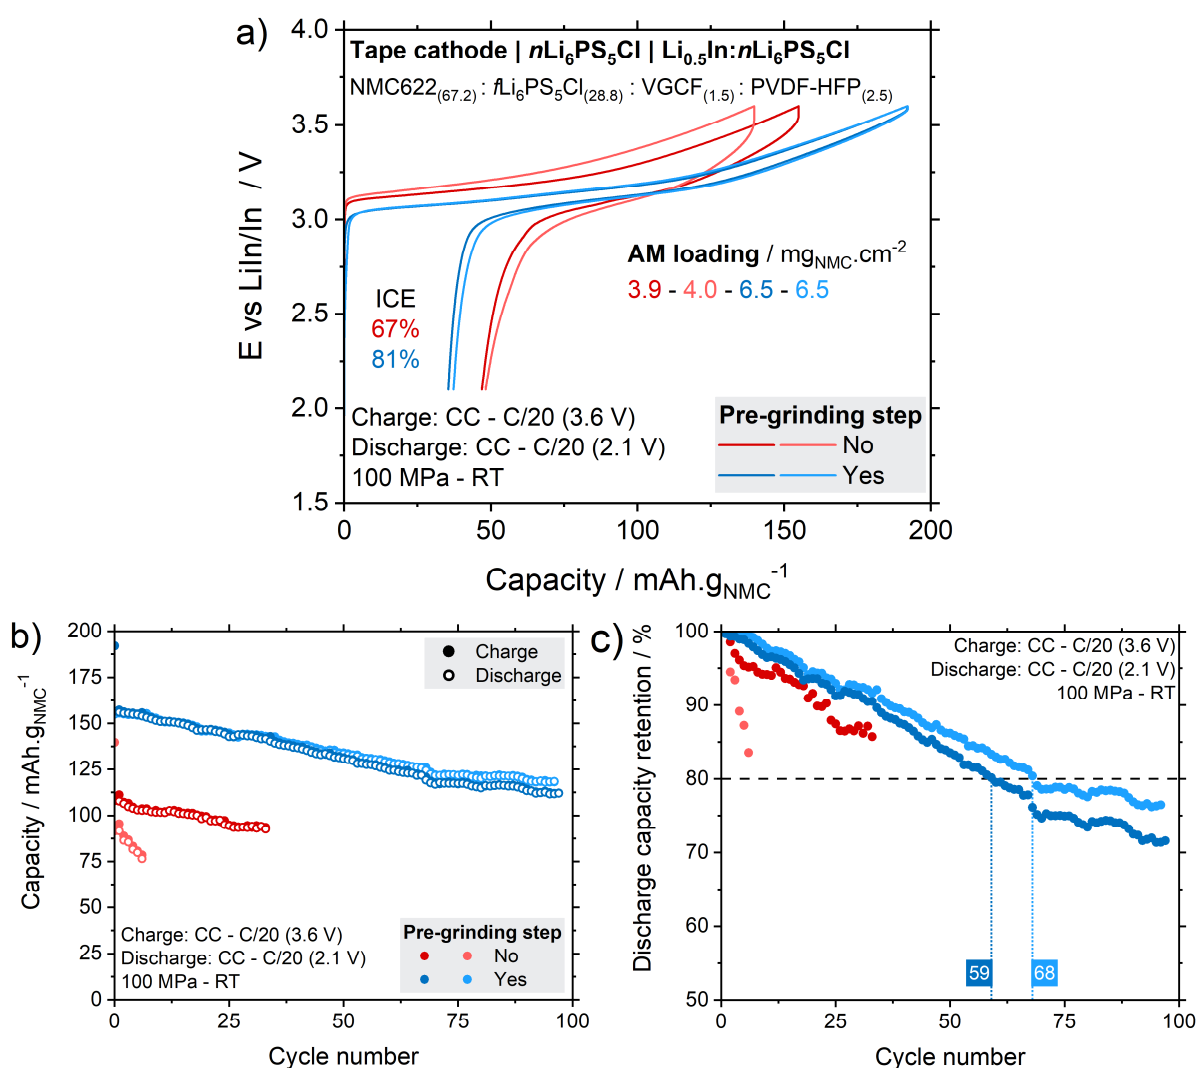 a)
4.0
3.5
3.0
2.5
2.0
1.5
E vs LiIn/In / V
Tape cathode | nLi6PS5Cl | Li0.5In:nLi6PS5Cl
NMC622(67.2) : fLi6PS5Cl(28.8) : VGCF(1.5) : PVDF-HFP(2.5)
AM loading / mgNMC.cm-2
3.9 - 4.0 - 6.5 - 6.5
ICE
67%
81%
Charge: CC - C/20 (3.6 V)
Discharge: CC - C/20 (2.1 V)
100 MPa - RT
Pre-grinding step
No
Yes
0 50 100 150 200
Capacity / mAh.gNMC-1
b)
200
175
150
125
100
75
50
25
0
Capacity / mAh.gNMC-1
Charge
Discharge
Charge: CC - C/20 (3.6 V)
Discharge: CC - C/20 (2.1 V)
100 MPa - RT
Pre-grinding step
No
Yes
0 25 50 75 100
Cycle number
c)
100
90
80
70
60
50
Discharge capacity retention / %
Charge: CC - C/20 (3.6 V)
Discharge: CC - C/20 (2.1 V)
100 MPa - RT
59
68
0 25 50 75 100
Cycle number